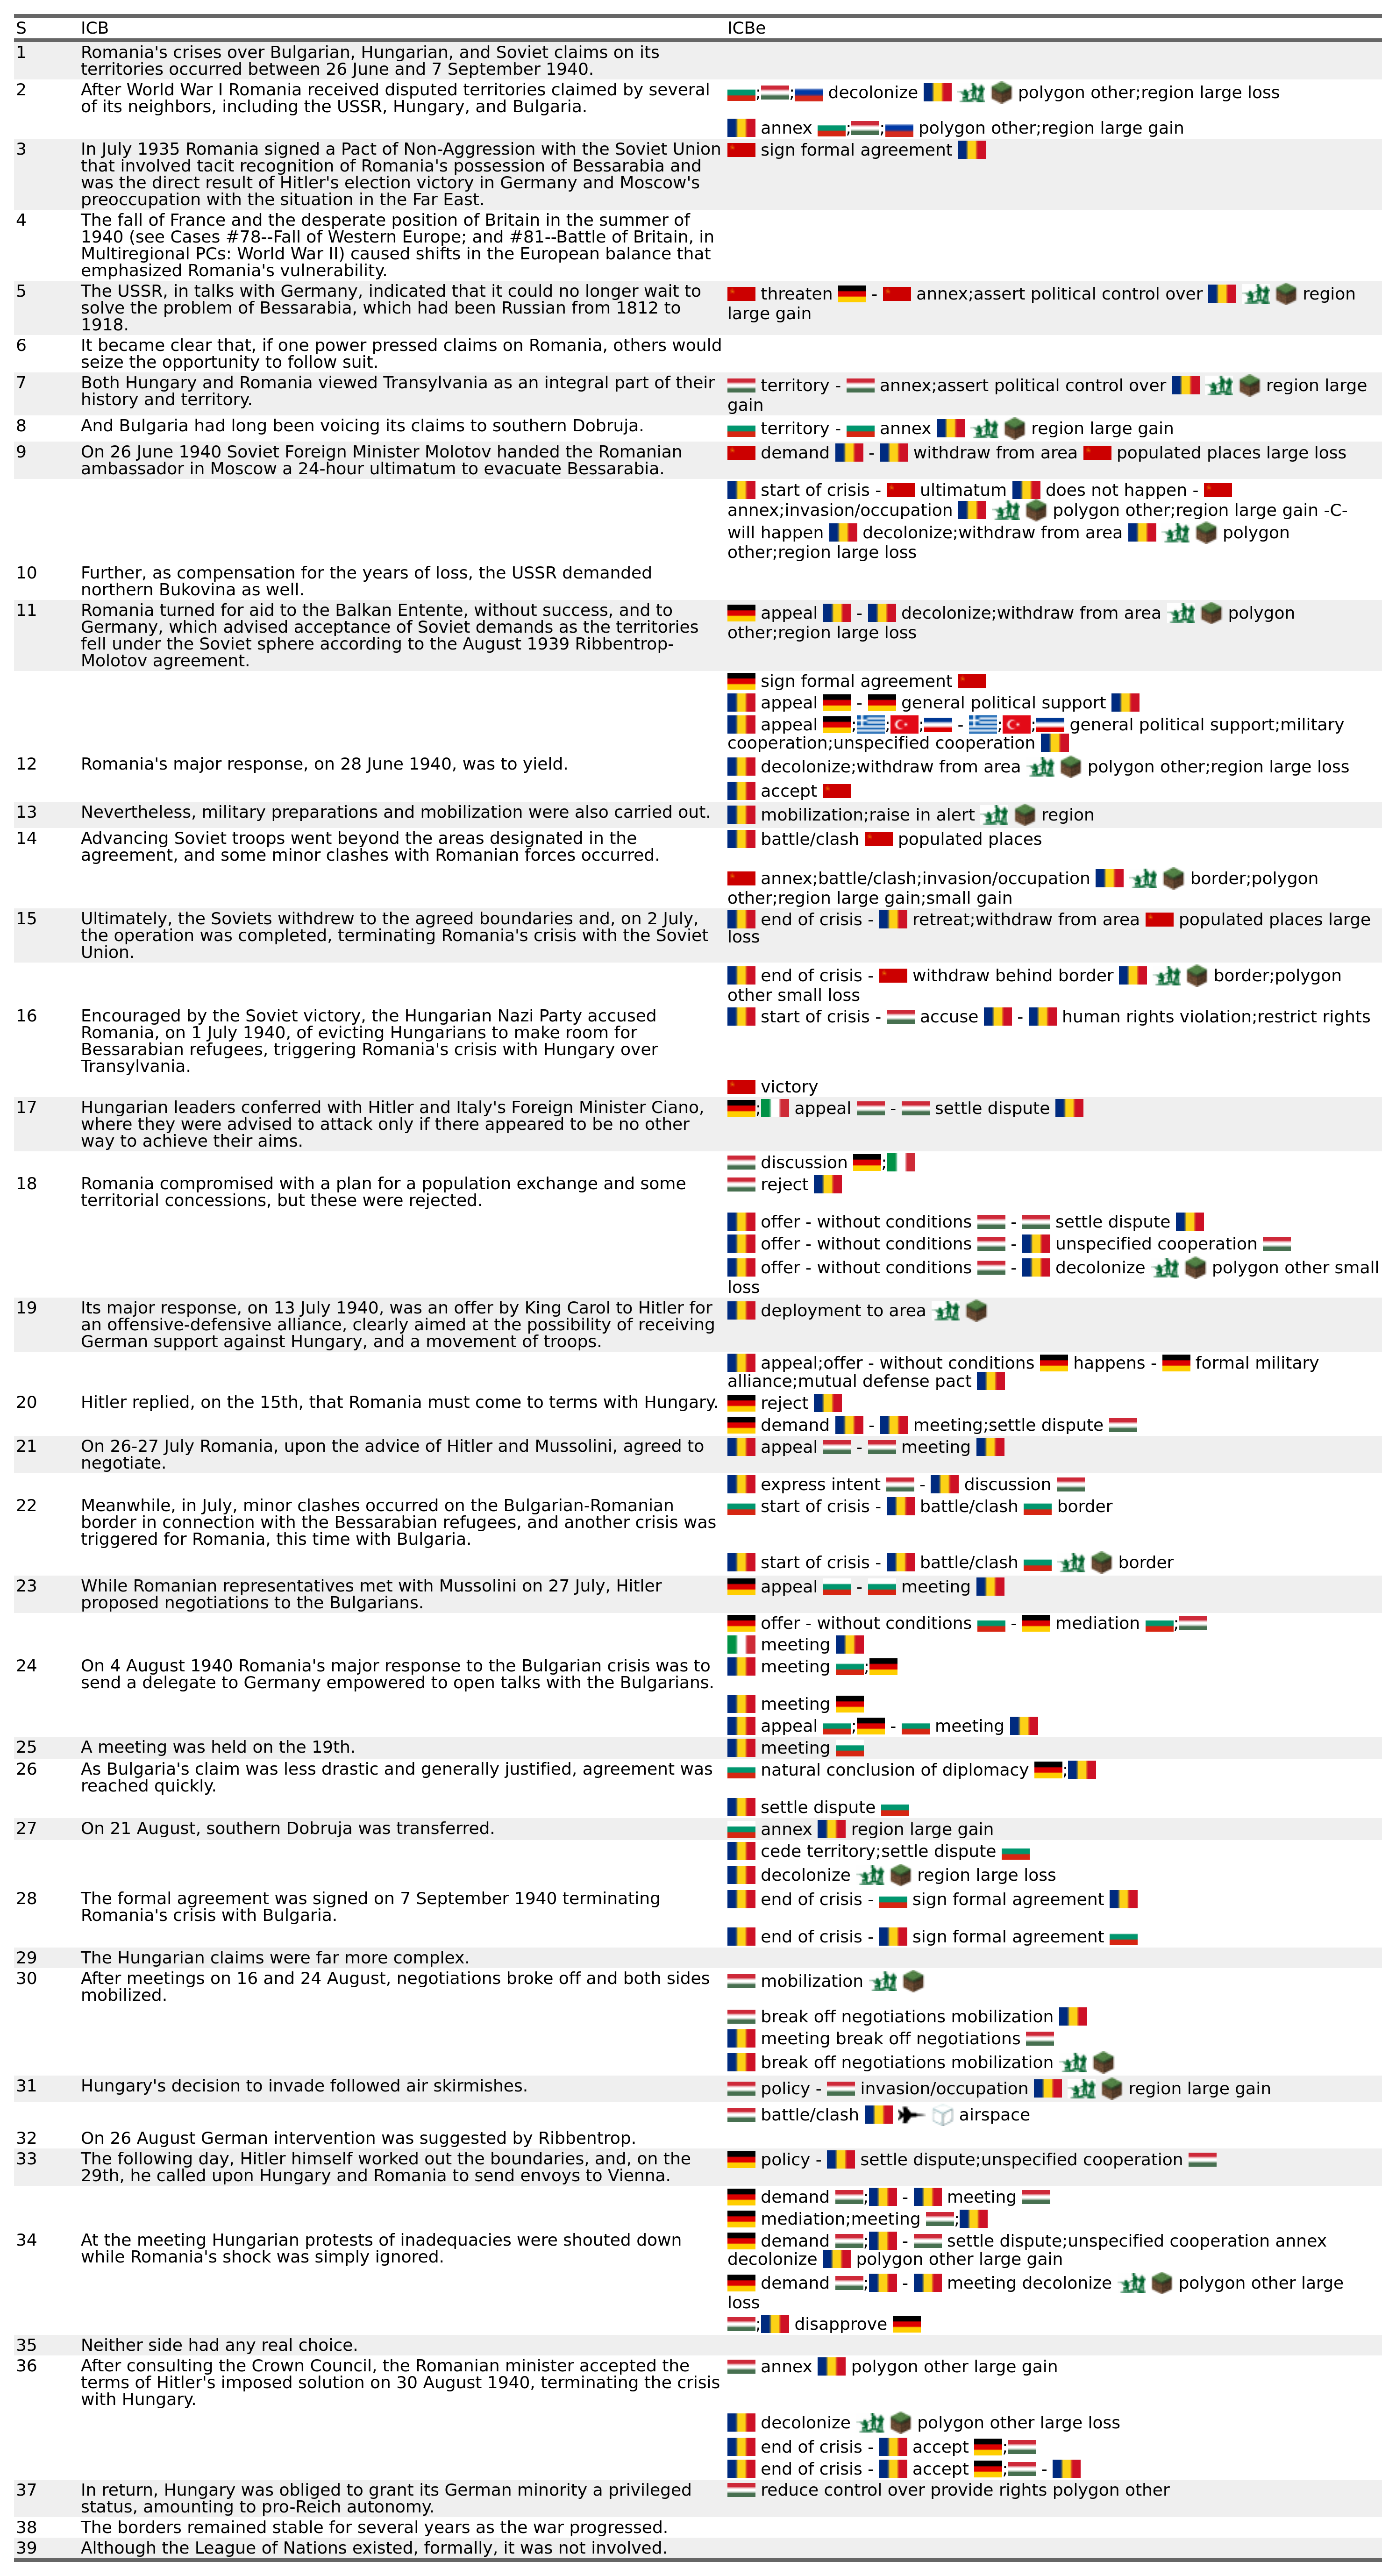 S ICB ICBe
1 Romania's crises over Bulgarian, Hungarian, and Soviet claims on its
territories occurred between 26 June and 7 September 1940.
2 After World War I Romania received disputed territories claimed by several
of its neighbors, including the USSR, Hungary, and Bulgaria.
; ; decolonize polygon other;region large loss
annex ; ; polygon other;region large gain
3 In July 1935 Romania signed a Pact of Non-Aggression with the Soviet Union
that involved tacit recognition of Romania's possession of Bessarabia and
was the direct result of Hitler's election victory in Germany and Moscow's
preoccupation with the situation in the Far East.
sign formal agreement
4 The fall of France and the desperate position of Britain in the summer of
1940 (see Cases #78--Fall of Western Europe; and #81--Battle of Britain, in
Multiregional PCs: World War II) caused shifts in the European balance that
emphasized Romania's vulnerability.
5 The USSR, in talks with Germany, indicated that it could no longer wait to
solve the problem of Bessarabia, which had been Russian from 1812 to
1918.
threaten - annex;assert political control over region
large gain
6 It became clear that, if one power pressed claims on Romania, others would
seize the opportunity to follow suit.
7 Both Hungary and Romania viewed Transylvania as an integral part of their
history and territory.
territory - annex;assert political control over region large
gain
8 And Bulgaria had long been voicing its claims to southern Dobruja.
territory - annex region large gain
9 On 26 June 1940 Soviet Foreign Minister Molotov handed the Romanian
ambassador in Moscow a 24-hour ultimatum to evacuate Bessarabia.
demand - withdraw from area populated places large loss
start of crisis - ultimatum does not happen -
annex;invasion/occupation polygon other;region large gain -C-
will happen decolonize;withdraw from area polygon
other;region large loss
10 Further, as compensation for the years of loss, the USSR demanded
northern Bukovina as well.
11 Romania turned for aid to the Balkan Entente, without success, and to
Germany, which advised acceptance of Soviet demands as the territories
fell under the Soviet sphere according to the August 1939 Ribbentrop-
Molotov agreement.
appeal - decolonize;withdraw from area polygon
other;region large loss
sign formal agreement
appeal - general political support
appeal ; ; ; - ; ; general political support;military
cooperation;unspecified cooperation
12 Romania's major response, on 28 June 1940, was to yield.
decolonize;withdraw from area polygon other;region large loss
accept
13 Nevertheless, military preparations and mobilization were also carried out.
mobilization;raise in alert region
14 Advancing Soviet troops went beyond the areas designated in the
agreement, and some minor clashes with Romanian forces occurred.
battle/clash populated places
annex;battle/clash;invasion/occupation border;polygon
other;region large gain;small gain
15 Ultimately, the Soviets withdrew to the agreed boundaries and, on 2 July,
the operation was completed, terminating Romania's crisis with the Soviet
Union.
end of crisis - retreat;withdraw from area populated places large
loss
end of crisis - withdraw behind border border;polygon
other small loss
16 Encouraged by the Soviet victory, the Hungarian Nazi Party accused
Romania, on 1 July 1940, of evicting Hungarians to make room for
Bessarabian refugees, triggering Romania's crisis with Hungary over
Transylvania.
start of crisis - accuse - human rights violation;restrict rights
victory
17 Hungarian leaders conferred with Hitler and Italy's Foreign Minister Ciano,
where they were advised to attack only if there appeared to be no other
way to achieve their aims.
; appeal - settle dispute
discussion ;
18 Romania compromised with a plan for a population exchange and some
territorial concessions, but these were rejected.
reject
offer - without conditions - settle dispute
offer - without conditions - unspecified cooperation
offer - without conditions - decolonize polygon other small
loss
19 Its major response, on 13 July 1940, was an offer by King Carol to Hitler for
an offensive-defensive alliance, clearly aimed at the possibility of receiving
German support against Hungary, and a movement of troops.
deployment to area
appeal;offer - without conditions happens - formal military
alliance;mutual defense pact
20 Hitler replied, on the 15th, that Romania must come to terms with Hungary.
reject
demand - meeting;settle dispute
21 On 26-27 July Romania, upon the advice of Hitler and Mussolini, agreed to
negotiate.
appeal - meeting
express intent - discussion
22 Meanwhile, in July, minor clashes occurred on the Bulgarian-Romanian
border in connection with the Bessarabian refugees, and another crisis was
triggered for Romania, this time with Bulgaria.
start of crisis - battle/clash border
start of crisis - battle/clash border
23 While Romanian representatives met with Mussolini on 27 July, Hitler
proposed negotiations to the Bulgarians.
appeal - meeting
offer - without conditions - mediation ;
meeting
24 On 4 August 1940 Romania's major response to the Bulgarian crisis was to
send a delegate to Germany empowered to open talks with the Bulgarians.
meeting ;
meeting
appeal ; - meeting
25 A meeting was held on the 19th.
meeting
26 As Bulgaria's claim was less drastic and generally justified, agreement was
reached quickly.
natural conclusion of diplomacy ;
settle dispute
27 On 21 August, southern Dobruja was transferred.
annex region large gain
cede territory;settle dispute
decolonize region large loss
28 The formal agreement was signed on 7 September 1940 terminating
Romania's crisis with Bulgaria.
end of crisis - sign formal agreement
end of crisis - sign formal agreement
29 The Hungarian claims were far more complex.
30 After meetings on 16 and 24 August, negotiations broke off and both sides
mobilized.
mobilization
break off negotiations mobilization
meeting break off negotiations
break off negotiations mobilization
31 Hungary's decision to invade followed air skirmishes.
policy - invasion/occupation region large gain
battle/clash airspace
32 On 26 August German intervention was suggested by Ribbentrop.
33 The following day, Hitler himself worked out the boundaries, and, on the
29th, he called upon Hungary and Romania to send envoys to Vienna.
policy - settle dispute;unspecified cooperation
demand ; - meeting
mediation;meeting ;
34 At the meeting Hungarian protests of inadequacies were shouted down
while Romania's shock was simply ignored.
demand ; - settle dispute;unspecified cooperation annex
decolonize polygon other large gain
demand ; - meeting decolonize polygon other large
loss
; disapprove
35 Neither side had any real choice.
36 After consulting the Crown Council, the Romanian minister accepted the
terms of Hitler's imposed solution on 30 August 1940, terminating the crisis
with Hungary.
annex polygon other large gain
decolonize polygon other large loss
end of crisis - accept ;
end of crisis - accept ; -
37 In return, Hungary was obliged to grant its German minority a privileged
status, amounting to pro-Reich autonomy.
reduce control over provide rights polygon other
38 The borders remained stable for several years as the war progressed.
39 Although the League of Nations existed, formally, it was not involved.